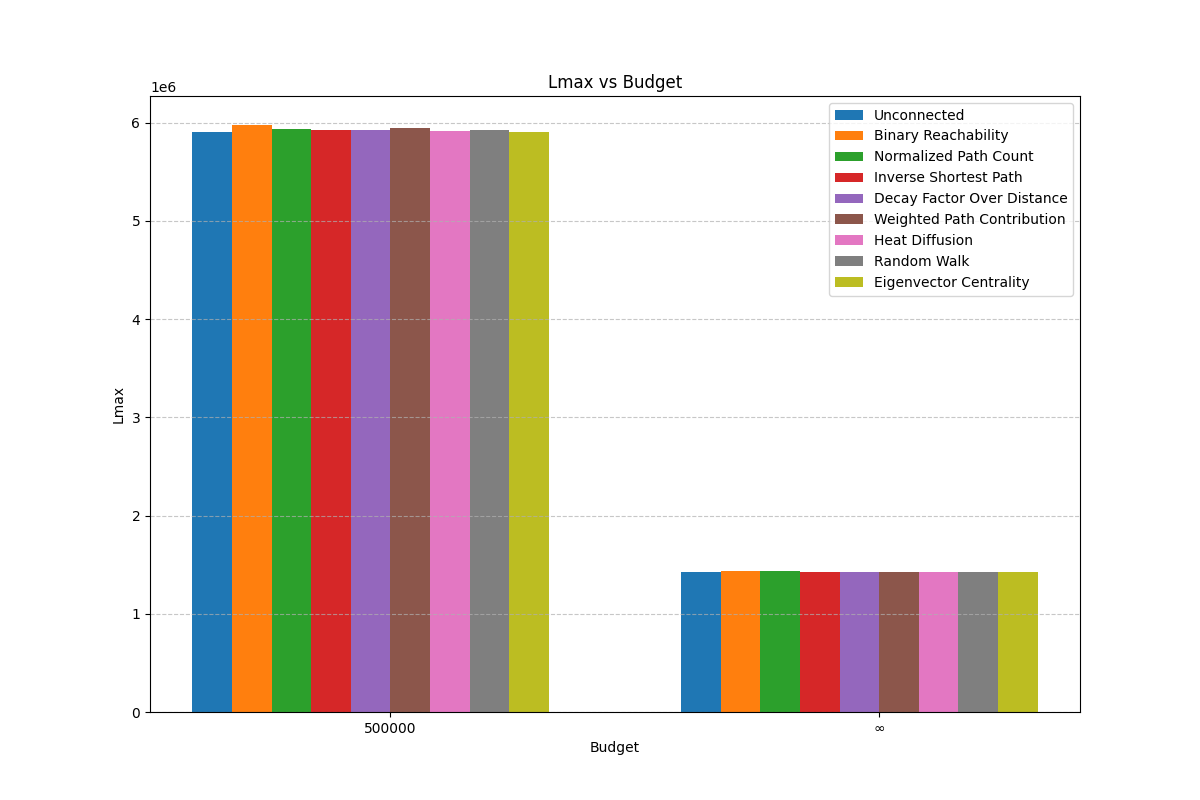 Lmax vs Budget
1e6
6
5
4
3
2
1
0
Lmax
Unconnected
Binary Reachability
Normalized Path Count
Inverse Shortest Path
Decay Factor Over Distance
Weighted Path Contribution
Heat Diffusion
Random Walk
Eigenvector Centrality
500000
∞
Budget